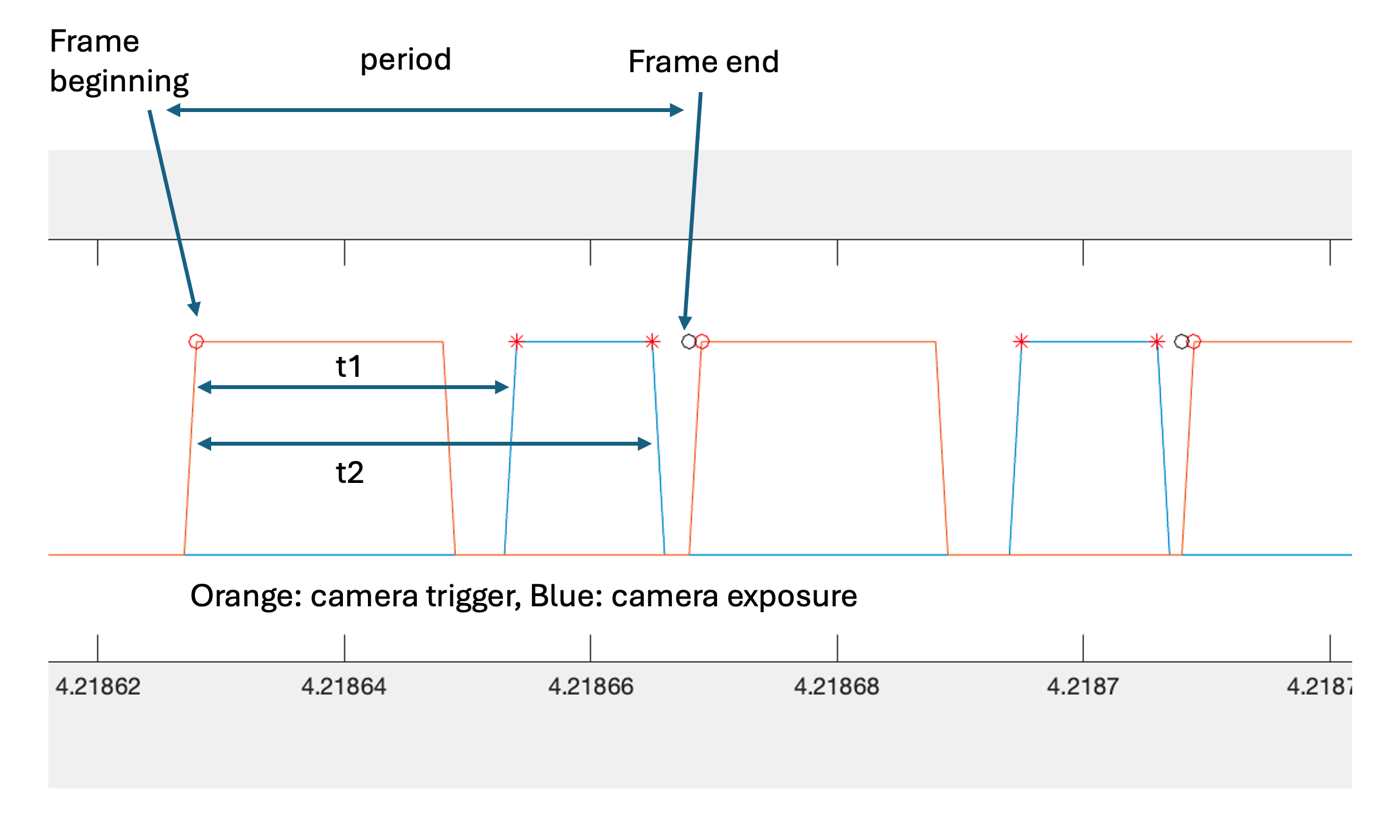 Frame
beginning
period
Frame end
t1
t2
Orange: camera trigger, Blue: camera exposure
4.21862
4.21864
4.21866
4.21868
4.2187